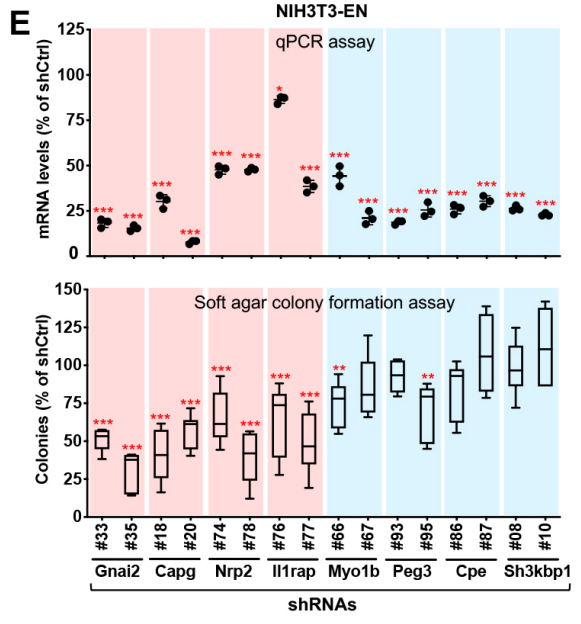 E
NIH3T3-EN
qPCR assay
mRNA levels (% of shCtrl)
125
100
75
50
25
0
*** *** *** *** *** *** * *** *** *** *** *** *** *** *** ***
Soft agar colony formation assay
Colonies (% of shCtrl)
150
125
100
75
50
25
0
*** *** *** *** *** *** *** *** ** **
#33 #35 #18 #20 #74 #78 #76 #77 #66 #67 #93 #95 #86 #87 #08 #10
Gnai2 Capg Nrp2 Il1rap Myo1b Peg3 Cpe Sh3kbp1
shRNAs